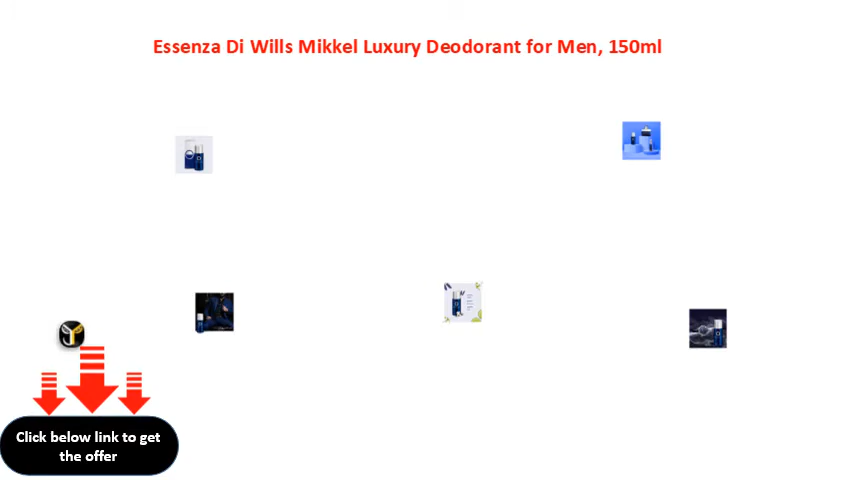 Essenza Di Wills Mikkel Luxury Deodorant for Men, 150ml
Click below link to get
the offer